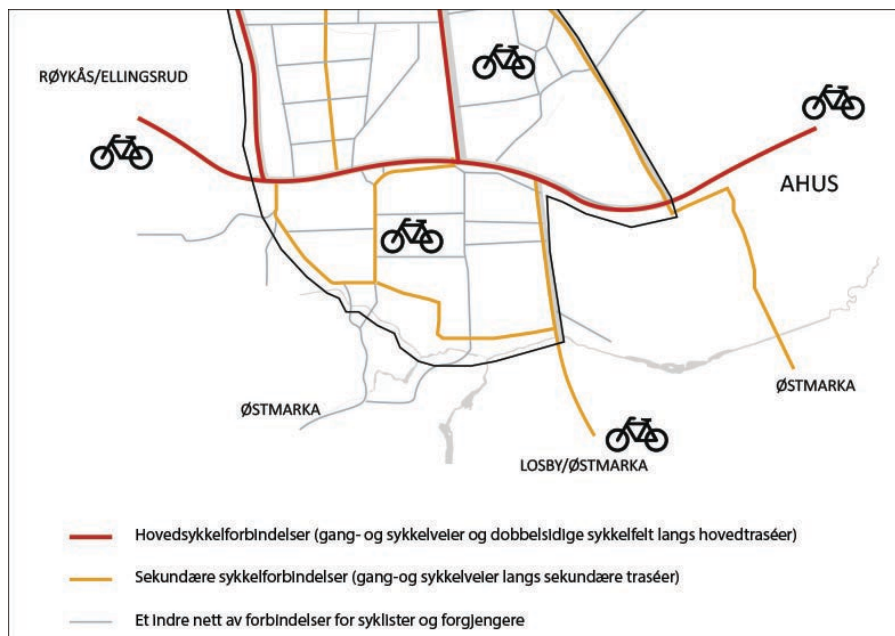 RØYKÅS/ELLINGSRUD
AHUS
ØSTMARKA
ØSTMARKA
LOSBY/ØSTMARKA
Hovedsykkelforbindelser (gang- og sykkelveier og dobbelsidige sykkelfelt langs hovedtraséer)
Sekundære sykkelforbindelser (gang-og sykkelveier langs sekundære traséer)
Et indre nett av forbindelser for syklister og forgjengere